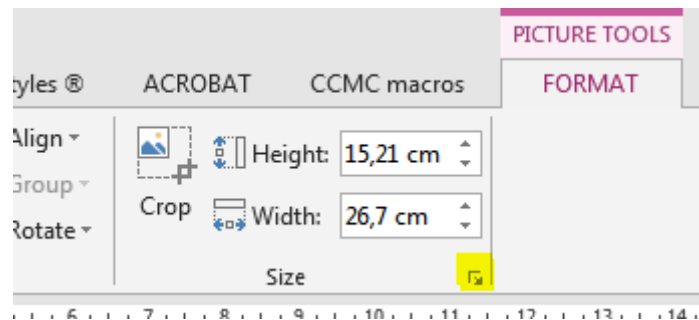 PICTURE TOOLS
tyles ® ACROBAT CCMC macros FORMAT
Align
Group
Rotate
Crop
Height: 15,21 cm
Width: 26,7 cm
Size
6 7 8 9 10 11 12 13 14